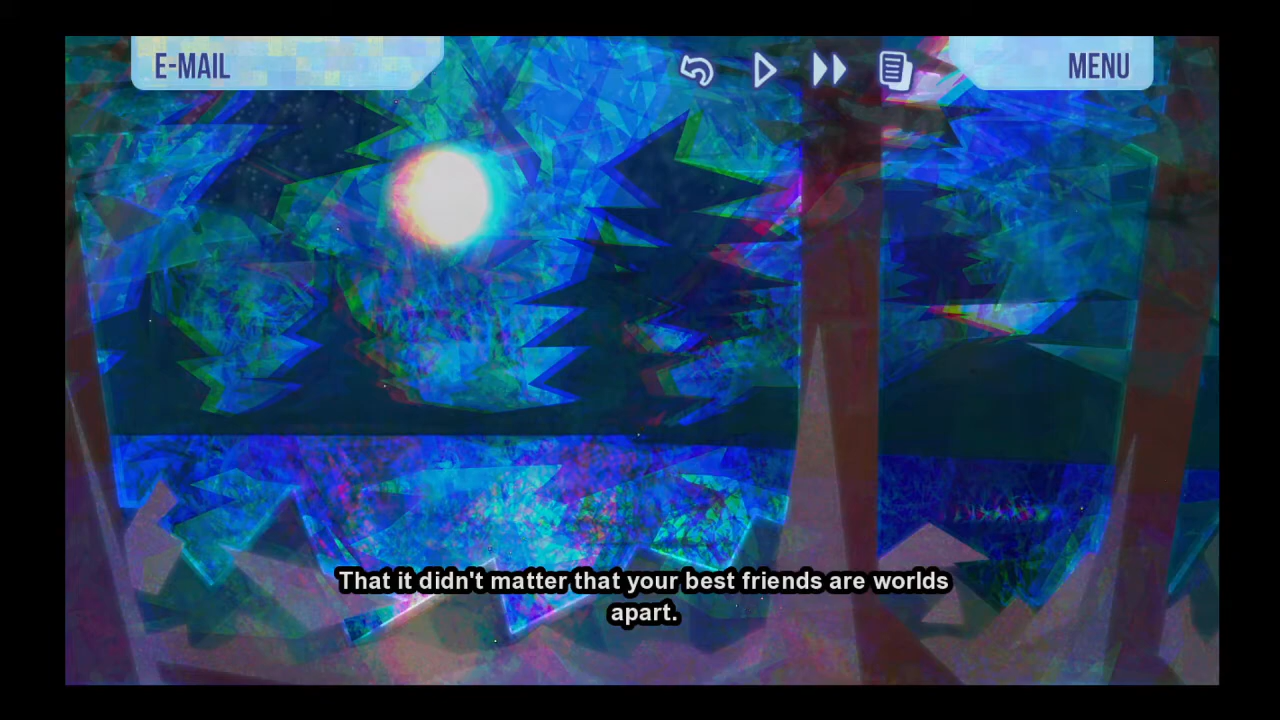 E-MAIL
MENU
That it didn't matter that your best friends are worlds
apart.